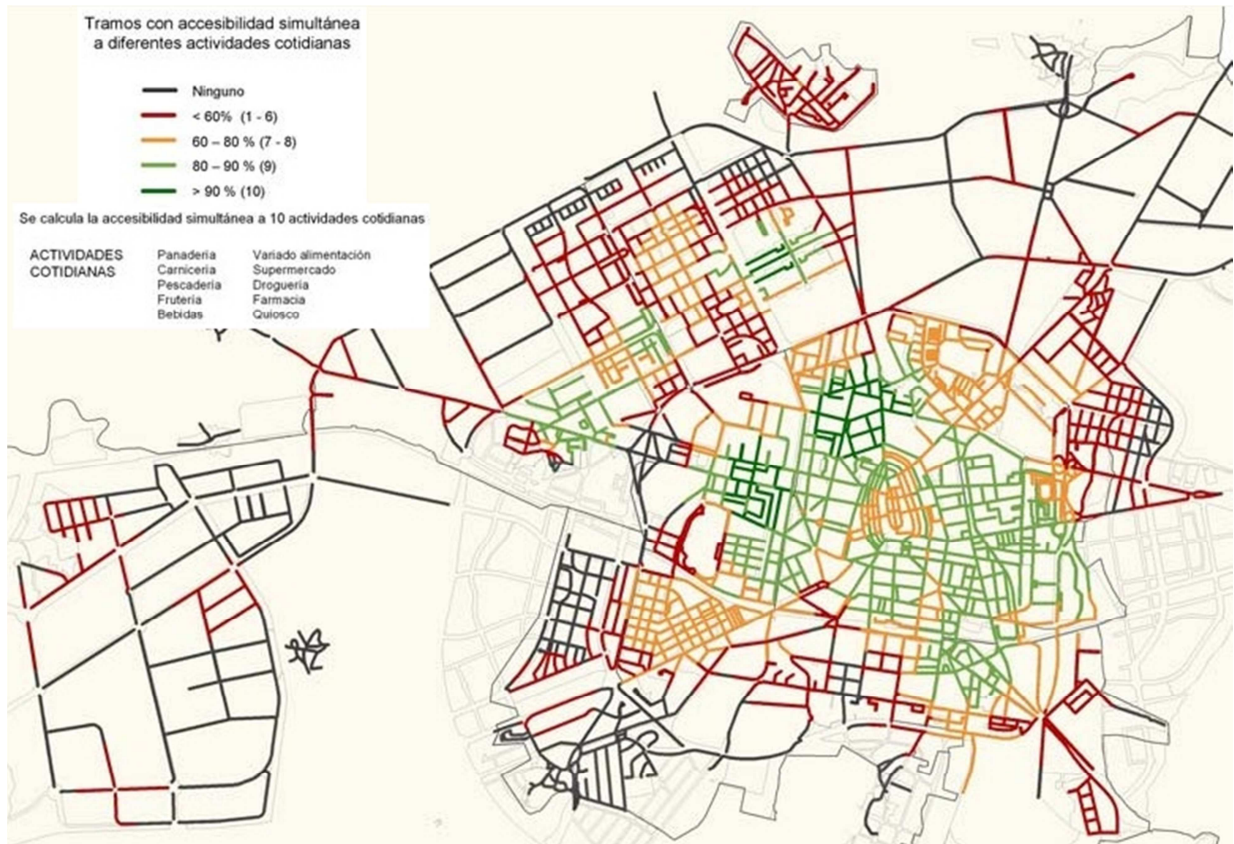 Tramos con accesibilidad simultánea
a diferentes actividades cotidianas
Ninguno
< 60% (1 - 6)
60 – 80 % (7 - 8)
80 – 90 % (9)
> 90 % (10)
Se calcula la accesibilidad simultánea a 10 actividades cotidianas
ACTIVIDADES
COTIDIANAS
Panadería
Carnicería
Pescadería
Frutería
Bebidas
Variado alimentación
Supermercado
Droguería
Farmacia
Quiosco